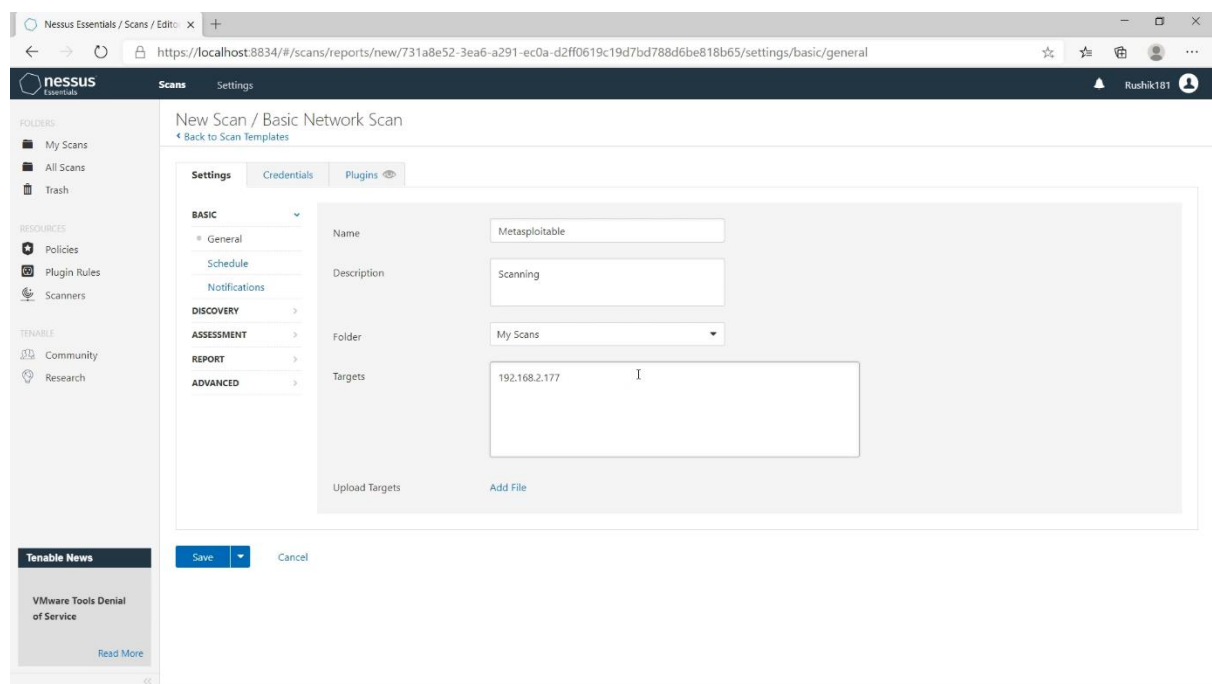 Nessus Essentials / Scans / Edito
https://localhost:8834/#/scans/reports/new/731a8e52-3ea6-a291-ec0a-d2ff0619c19d7bd788d6be818b65/settings/basic/general
nessus
Essentials
Scans
Settings
Rushik181
FOLDERS
My Scans
All Scans
Trash
RESOURCES
Policies
Plugin Rules
Scanners
TENABLE
Community
Research
Tenable News
VMware Tools Denial
of Service
Read More
New Scan / Basic Network Scan
Back to Scan Templates
Settings
Credentials
Plugins
BASIC
General
Schedule
Notifications
DISCOVERY
ASSESSMENT
REPORT
ADVANCED
Name
Metasploitable
Description
Scanning
Folder
My Scans
Targets
192.168.2.177
Upload Targets
Add File
Save
Cancel